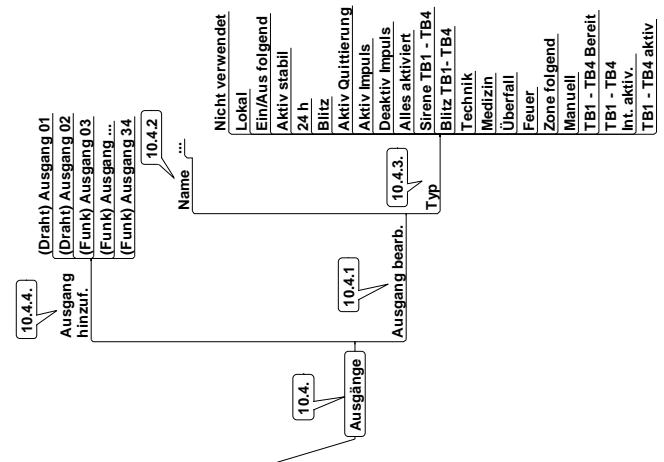 10.4.
Ausgänge
10.4.4.
Ausgang
hinzuf.
(Draht) Ausgang 01
(Draht) Ausgang 02
(Funk) Ausgang 03
(Funk) Ausgang ...
(Funk) Ausgang 34
10.4.1
Ausgang bearb.
10.4.2
Name ...
10.4.3.
Typ
Nicht verwendet
Lokal
Ein/Aus folgend
Aktiv stabil
24 h
Blitz
Aktiv Quittierung
Aktiv Impuls
Deaktiv Impuls
Alles aktiviert
Sirene TB1 - TB4
Blitz TB1- TB4
Technik
Medizin
Überfall
Feuer
Zone folgend
Manuell
TB1 - TB4 Bereit
TB1 - TB4
Int. aktiv.
TB1 - TB4 aktiv